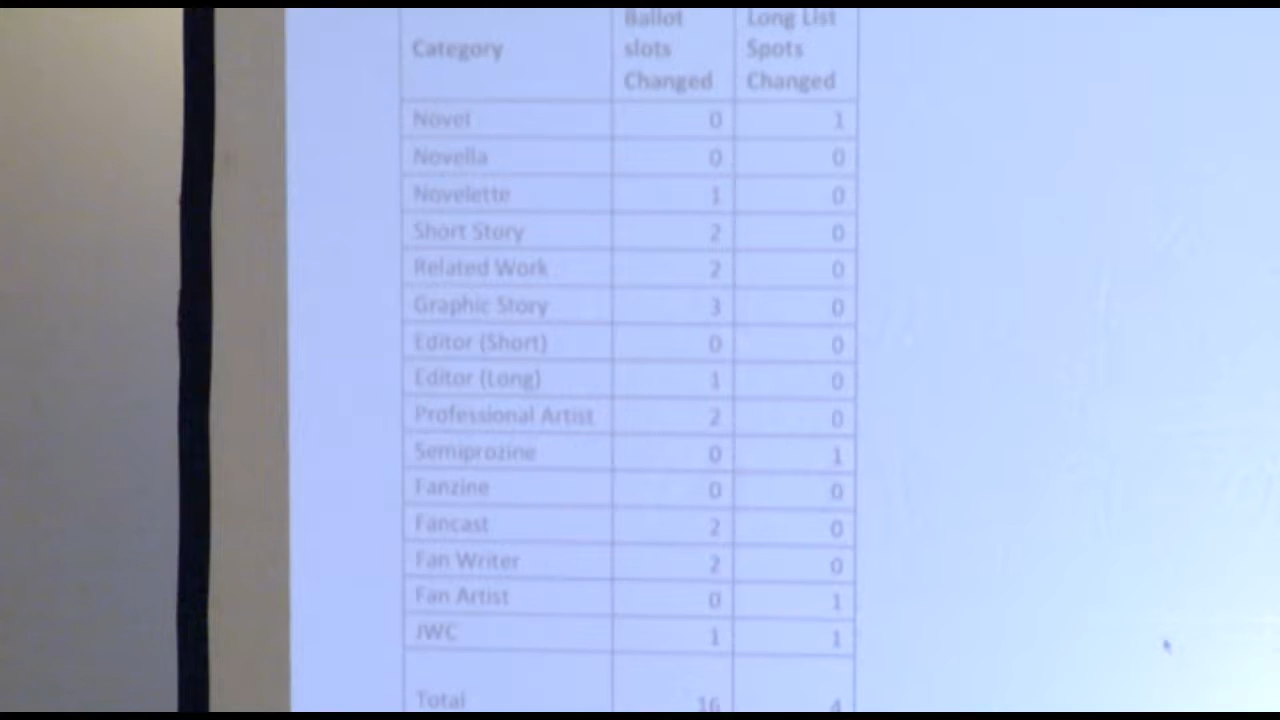 Ballot Long List
Category slots Spots
Changed Changed
Novel 0 1
Novella 0 0
Novelette 1 0
Short Story 2 0
Related Work 2 0
Graphic Story 3 0
Editor (Short) 0 0
Editor (Long) 1 0
Professional Artist 2 0
Semiprozine 0 1
Fanzine 0 0
Fancast 2 0
Fan Writer 2 0
Fan Artist 0 1
JWC 1 1
Total 16 4